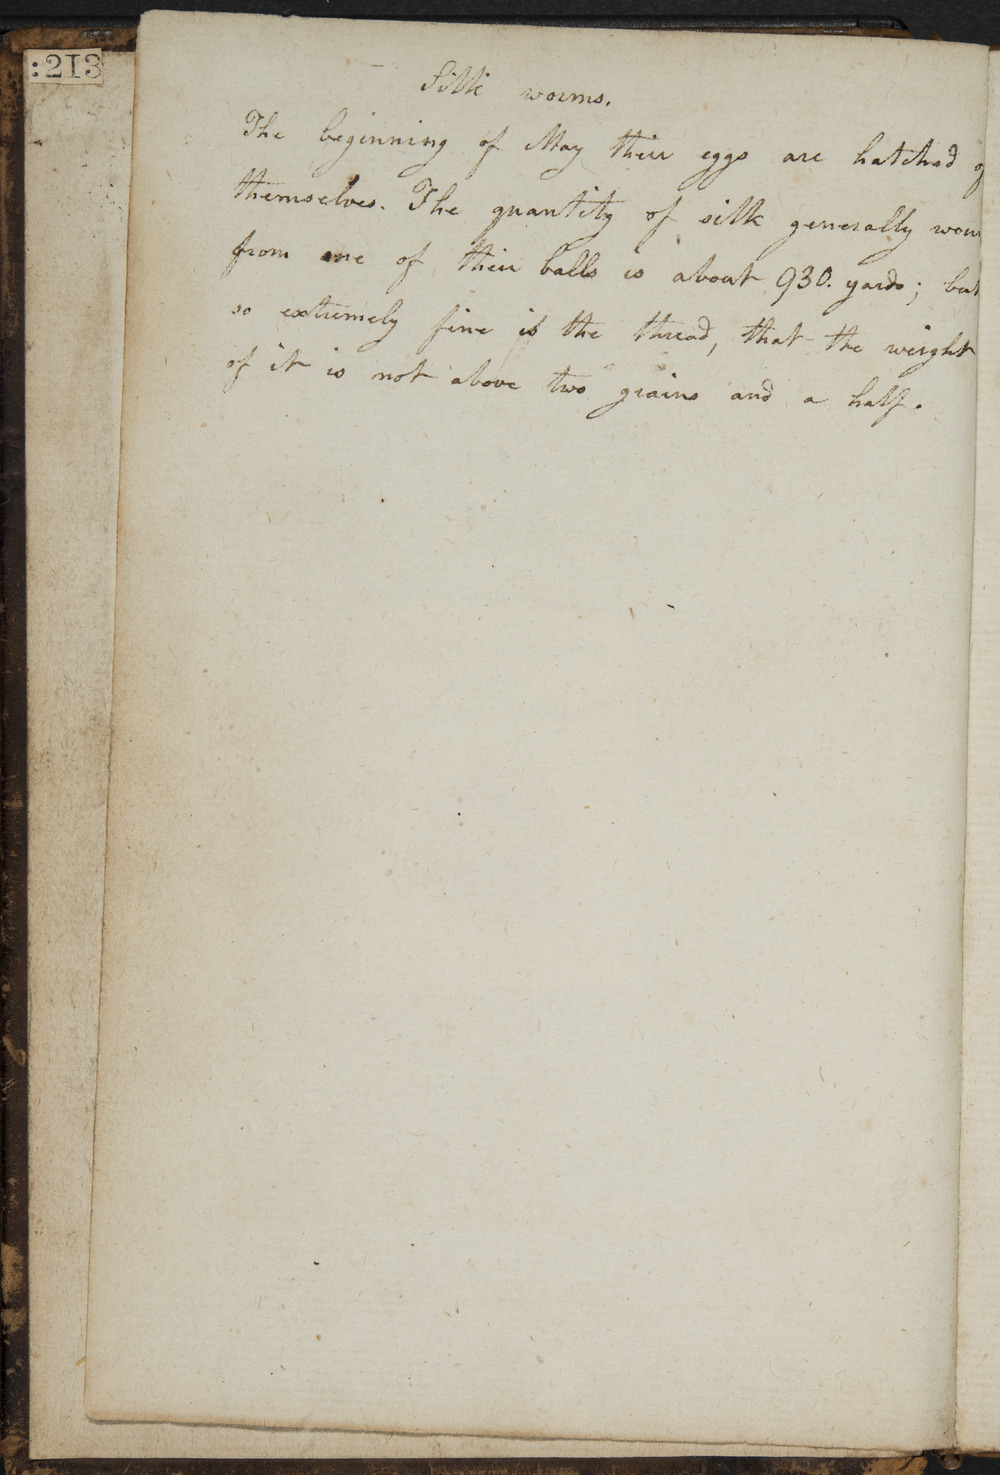 :213
Silk worms.
The beginning of May their eggs are hatched
themselves. The quantity of silk generally woun
from one of their balls is about 930. yards; but
so extremely fine is the thread, that the weight
of it is not above two grains and a half.